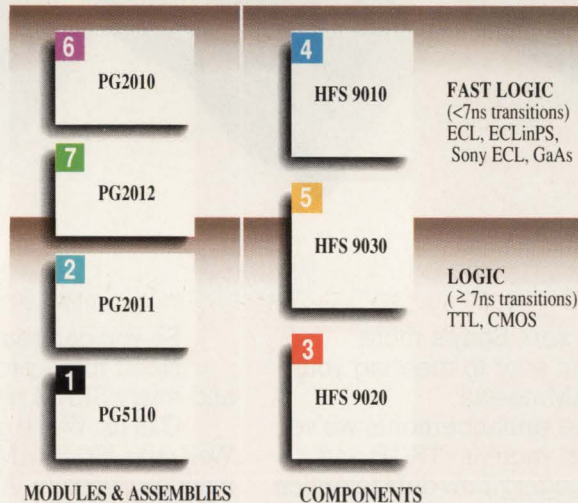 6
PG2010
7
PG2012
2
PG2011
1
PG5110
MODULES & ASSEMBLIES
4
HFS 9010
5
HFS 9030
3
HFS 9020
COMPONENTS
FAST LOGIC
(<7ns transitions)
ECL, ECLinPS,
Sony ECL, GaAs
LOGIC
( ≥ 7ns transitions)
TTL, CMOS